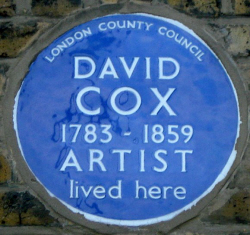 LONDON COUNTY COUNCIL
DAVID
COX
1783 - 1859
ARTIST
lived here